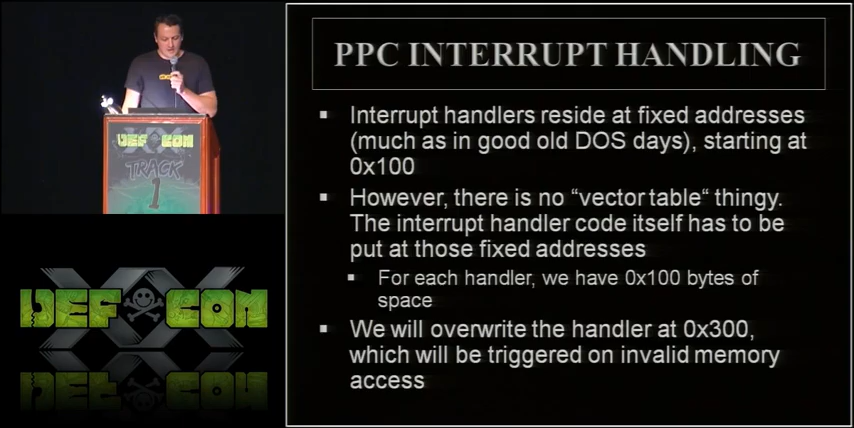 PPC INTERRUPT HANDLING
Interrupt handlers reside at fixed addresses
(much as in good old DOS days), starting at
0x100
However, there is no “vector table“ thingy.
The interrupt handler code itself has to be
put at those fixed addresses
For each handler, we have 0x100 bytes of
space
We will overwrite the handler at 0x300,
which will be triggered on invalid memory
access
DEF CON
TRACK
1
XX
DEF CON